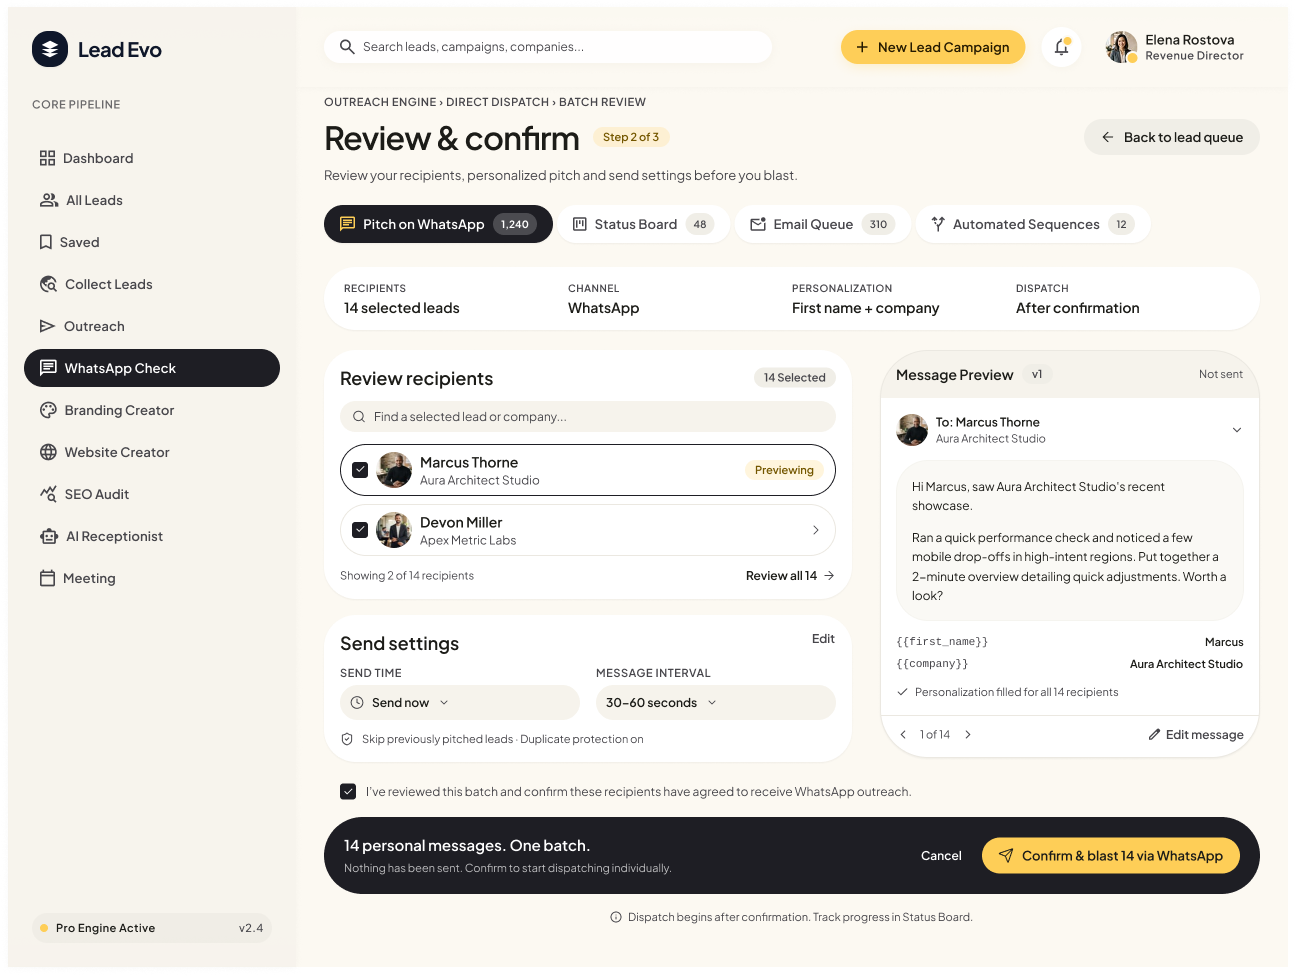 Lead Evo
CORE PIPELINE
Dashboard
All Leads
Saved
Collect Leads
Outreach
WhatsApp Check
Branding Creator
Website Creator
SEO Audit
AI Receptionist
Meeting
Pro Engine Active v2.4
Search leads, campaigns, companies...
New Lead Campaign
Elena Rostova
Revenue Director
OUTREACH ENGINE › DIRECT DISPATCH › BATCH REVIEW
Review & confirm Step 2 of 3
Back to lead queue
Review your recipients, personalized pitch and send settings before you blast.
Pitch on WhatsApp 1,240
Status Board 48
Email Queue 310
Automated Sequences 12
RECIPIENTS
14 selected leads
CHANNEL
WhatsApp
PERSONALIZATION
First name + company
DISPATCH
After confirmation
Review recipients 14 Selected
Find a selected lead or company...
Marcus Thorne
Aura Architect Studio
Previewing
Devon Miller
Apex Metric Labs
Showing 2 of 14 recipients Review all 14
Send settings Edit
SEND TIME
Send now
MESSAGE INTERVAL
30–60 seconds
Skip previously pitched leads · Duplicate protection on
Message Preview v1 Not sent
To: Marcus Thorne
Aura Architect Studio
Hi Marcus, saw Aura Architect Studio's recent
showcase.
Ran a quick performance check and noticed a few
mobile drop-offs in high-intent regions. Put together a
2–minute overview detailing quick adjustments. Worth a
look?
{{first_name}} Marcus
{{company}} Aura Architect Studio
Personalization filled for all 14 recipients
1 of 14 Edit message
I've reviewed this batch and confirm these recipients have agreed to receive WhatsApp outreach.
14 personal messages. One batch.
Nothing has been sent. Confirm to start dispatching individually.
Cancel
Confirm & blast 14 via WhatsApp
Dispatch begins after confirmation. Track progress in Status Board.